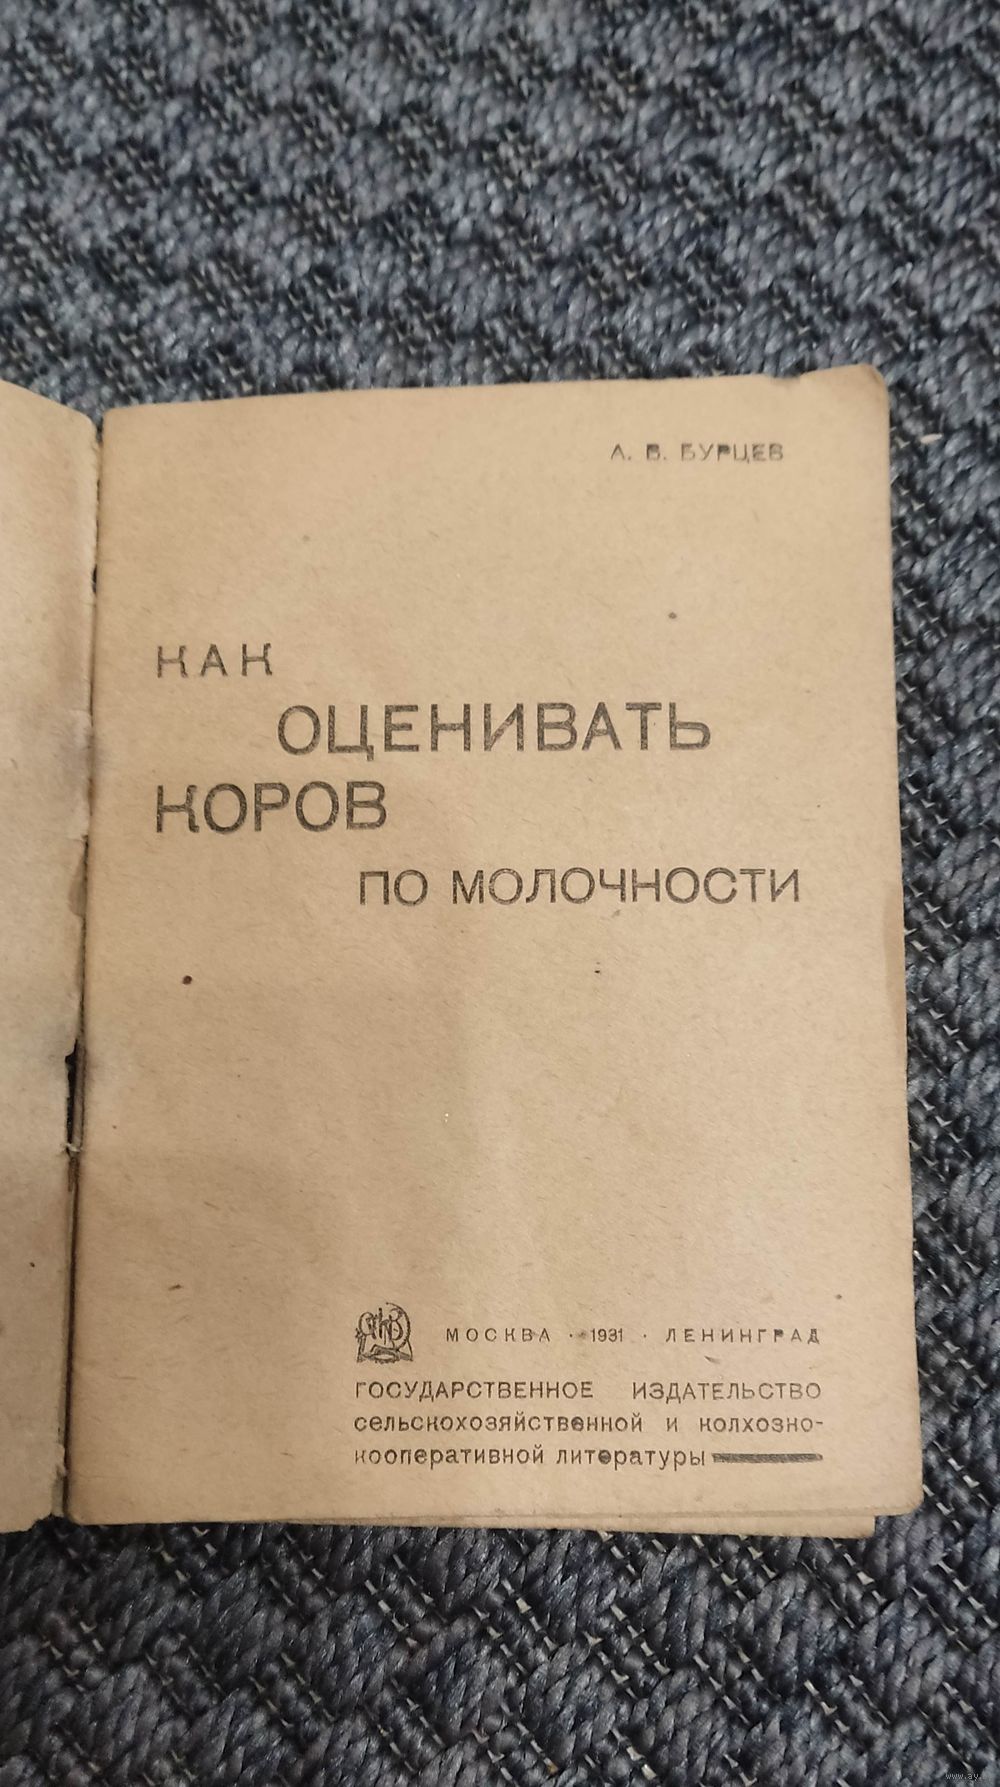 А. В. БУРЦЕВ
КАК
ОЦЕНИВАТЬ
КОРОВ
ПО МОЛОЧНОСТИ
МОСКВА · 1931 · ЛЕНИНГРАД
ГОСУДАРСТВЕННОЕ ИЗДАТЕЛЬСТВО
сельскохозяйственной и колхозно-
кооперативной литературы